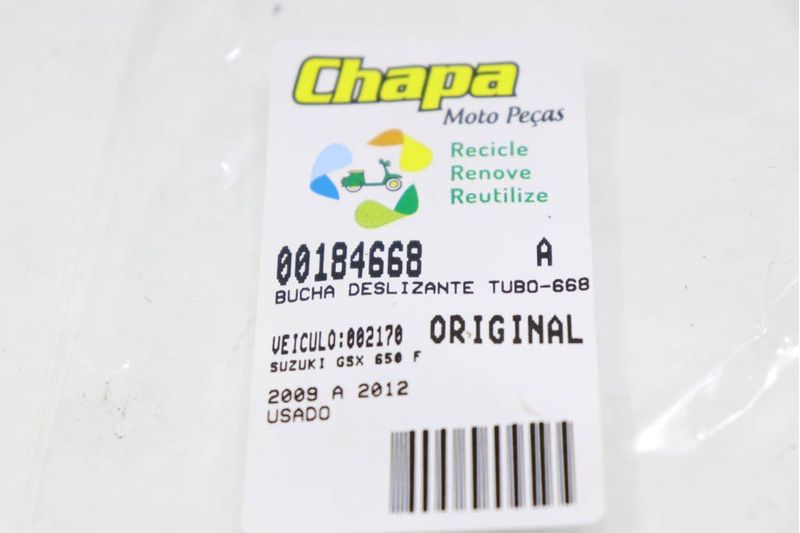 Chapa
Moto Peças
Recicle
Renove
Reutilize
00184668 A
BUCHA DESLIZANTE TUBO-668
VEICULO:002170 ORIGINAL
SUZUKI GSX 650 F
2009 A 2012
USADO